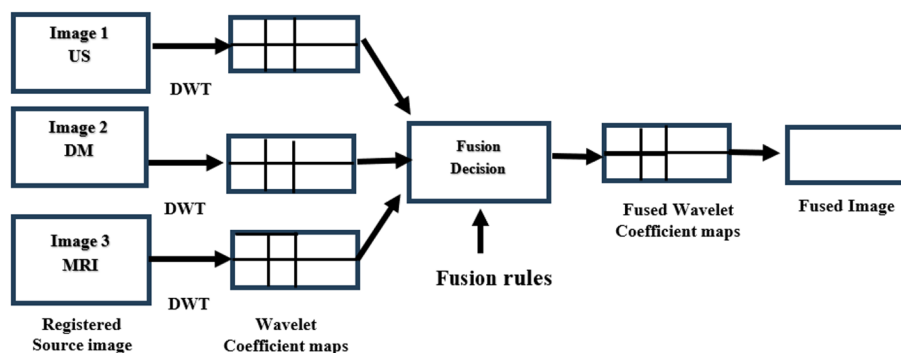 Image 1
US
DWT
Image 2
DM
DWT
Image 3
MRI
DWT
Registered
Source image
Wavelet
Coefficient maps
Fusion
Decision
Fusion rules
Fused Wavelet
Coefficient maps
Fused Image